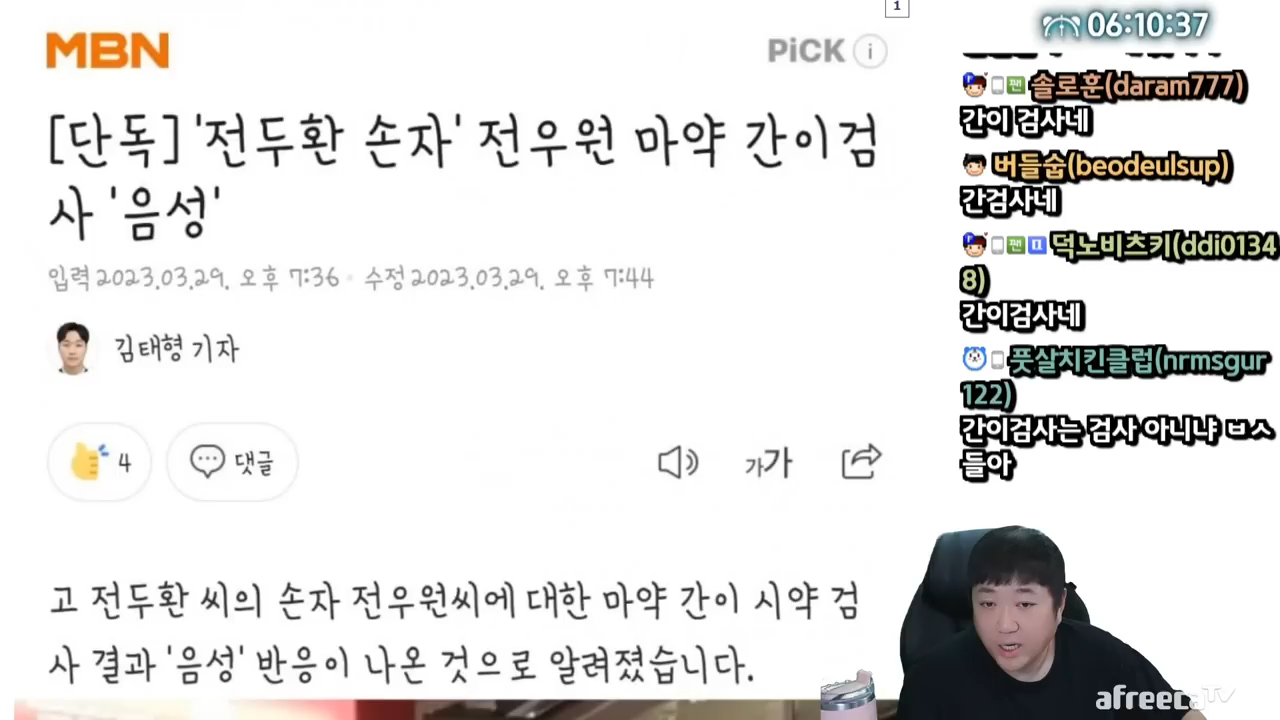 1
MBN
PiCK i
[단독] '전두환 손자' 전우원 마약 간이검
사 '음성'
입력 2023.03.29. 오후 7:36 · 수정 2023.03.29. 오후 7:44
김태형 기자
4
댓글
가가
고 전두환 씨의 손자 전우원씨에 대한 마약 간이 시약 검
사 결과 '음성' 반응이 나온 것으로 알려졌습니다.
06:10:37
팬 솔로훈(daram777)
간이 검사네
버들숲(beodeulsup)
간검사네
팬 덕노비츠키(ddi0134
8)
간이검사네
풋살치킨클럽(nrmsgur
122)
간이검사는 검사 아니냐 ㅂㅅ
들아
afreecaTV